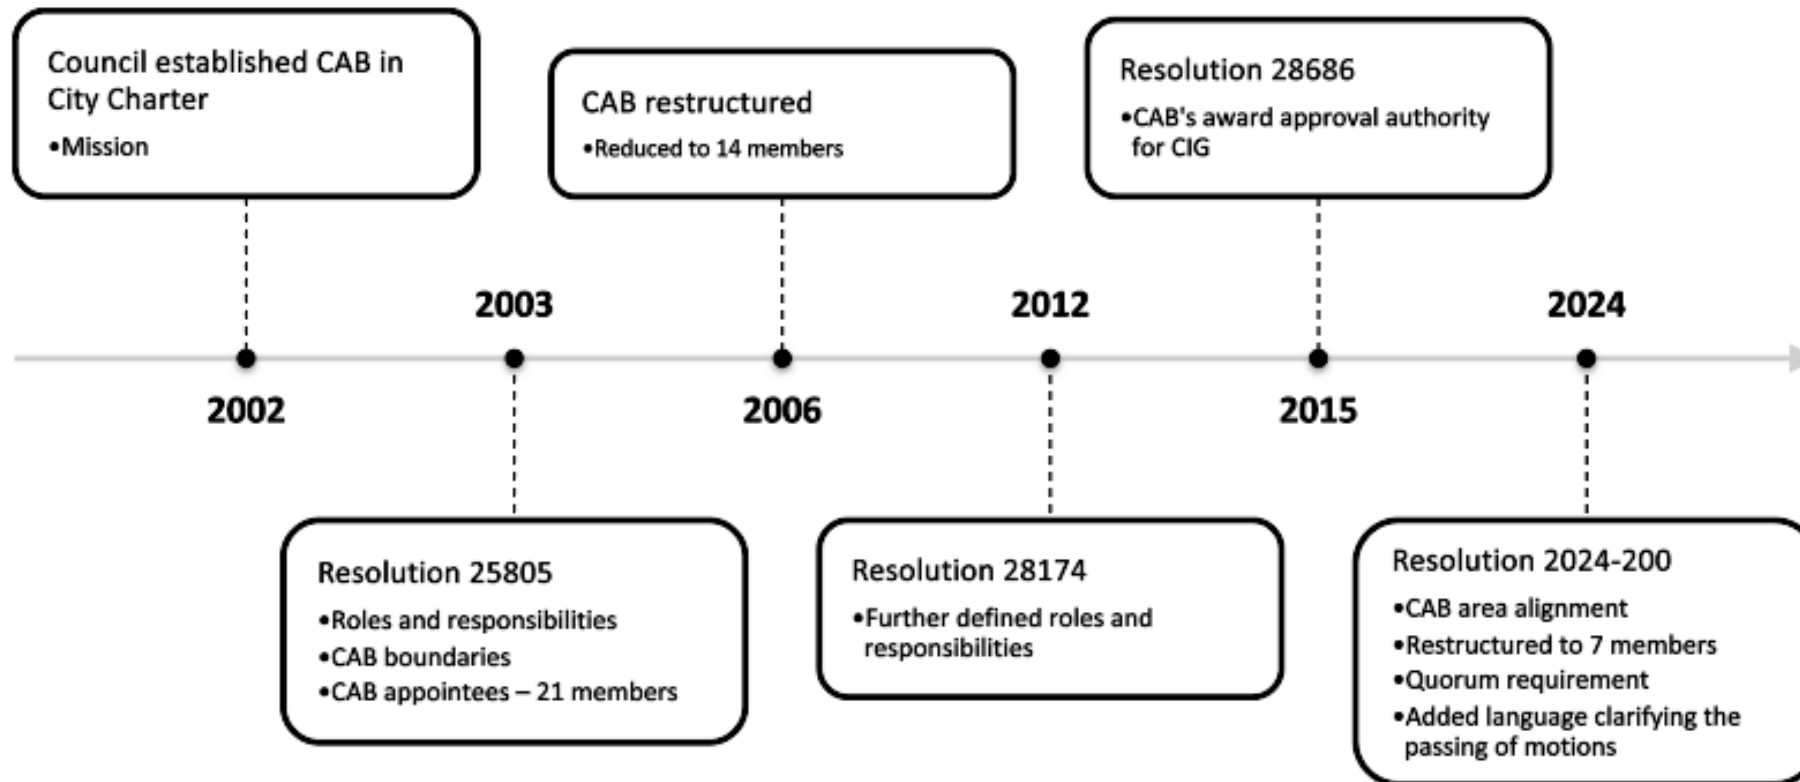 Council established CAB in
City Charter
•Mission
CAB restructured
•Reduced to 14 members
Resolution 28686
•CAB's award approval authority
for CIG
2003
2012
2024
2002
2006
2015
Resolution 25805
•Roles and responsibilities
•CAB boundaries
•CAB appointees – 21 members
Resolution 28174
•Further defined roles and
responsibilities
Resolution 2024-200
•CAB area alignment
•Restructured to 7 members
•Quorum requirement
•Added language clarifying the
passing of motions